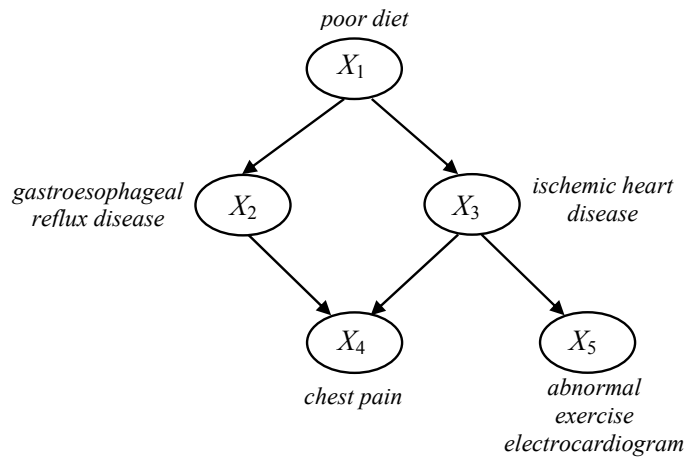 poor diet
X1
gastroesophageal
reflux disease
X2
X3
ischemic heart
disease
X4
X5
chest pain
abnormal
exercise
electrocardiogram